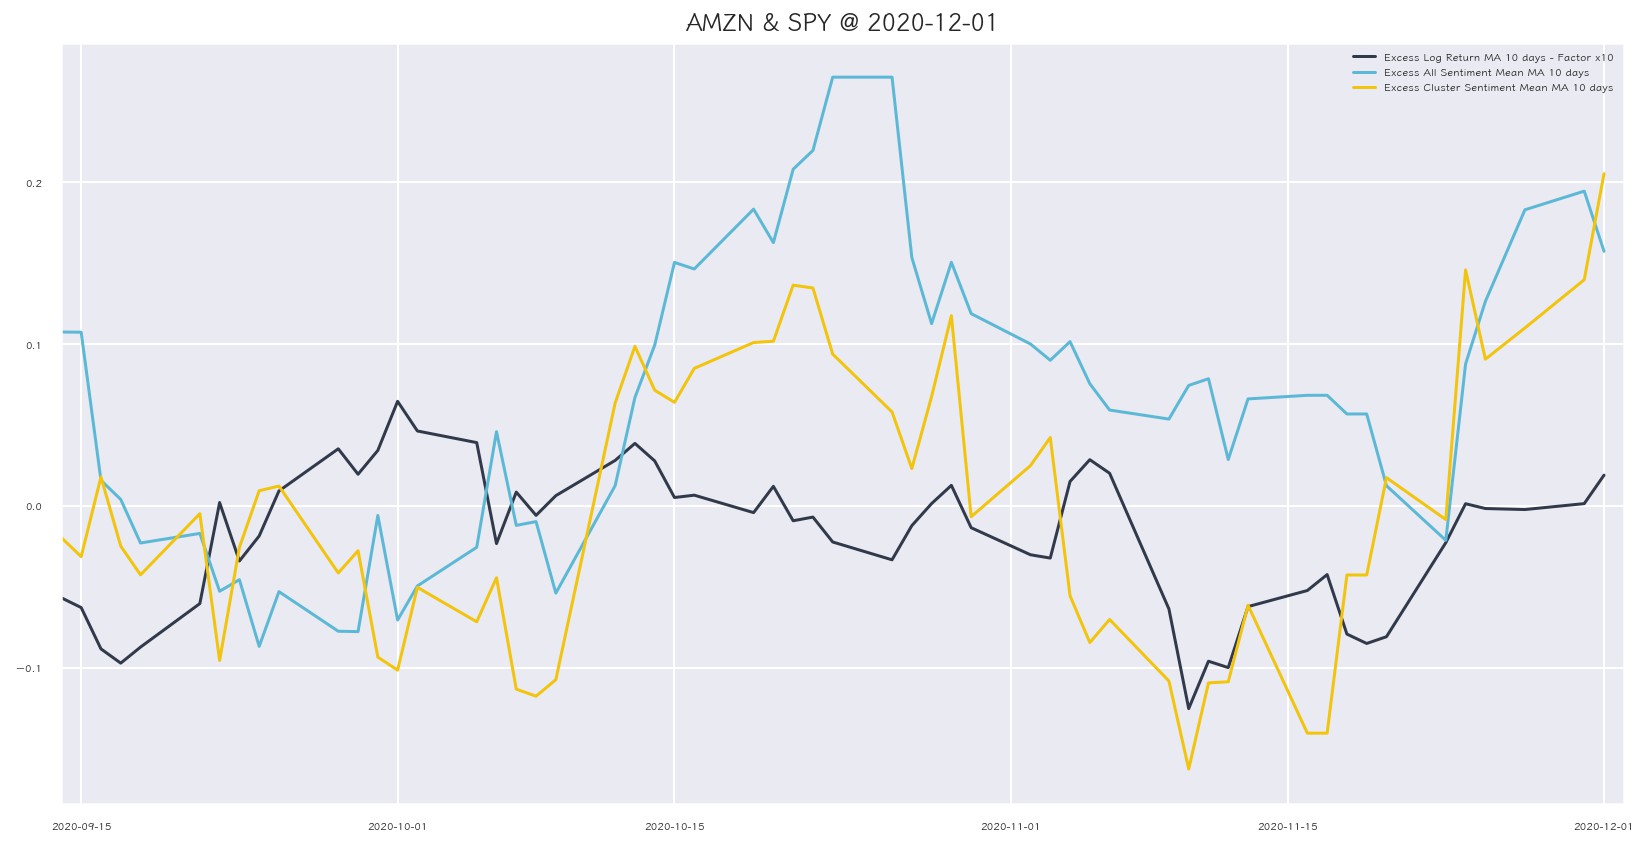 AMZN & SPY @ 2020-12-01
Excess Log Return MA 10 days - Factor x10
Excess All Sentiment Mean MA 10 days
Excess Cluster Sentiment Mean MA 10 days
0.2
0.1
0.0
−0.1
2020-09-15
2020-10-01
2020-10-15
2020-11-01
2020-11-15
2020-12-01